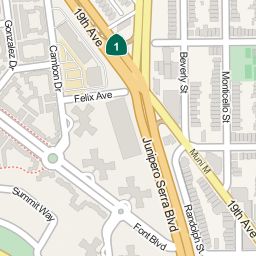 19th Ave
Gonzalez Dr
Cambon Dr
1
Beverly St
Monticello St
Felix Ave
Junipero Serra Blvd
Muni M
Summit Way
Font Blvd
Randolph St
19th Ave